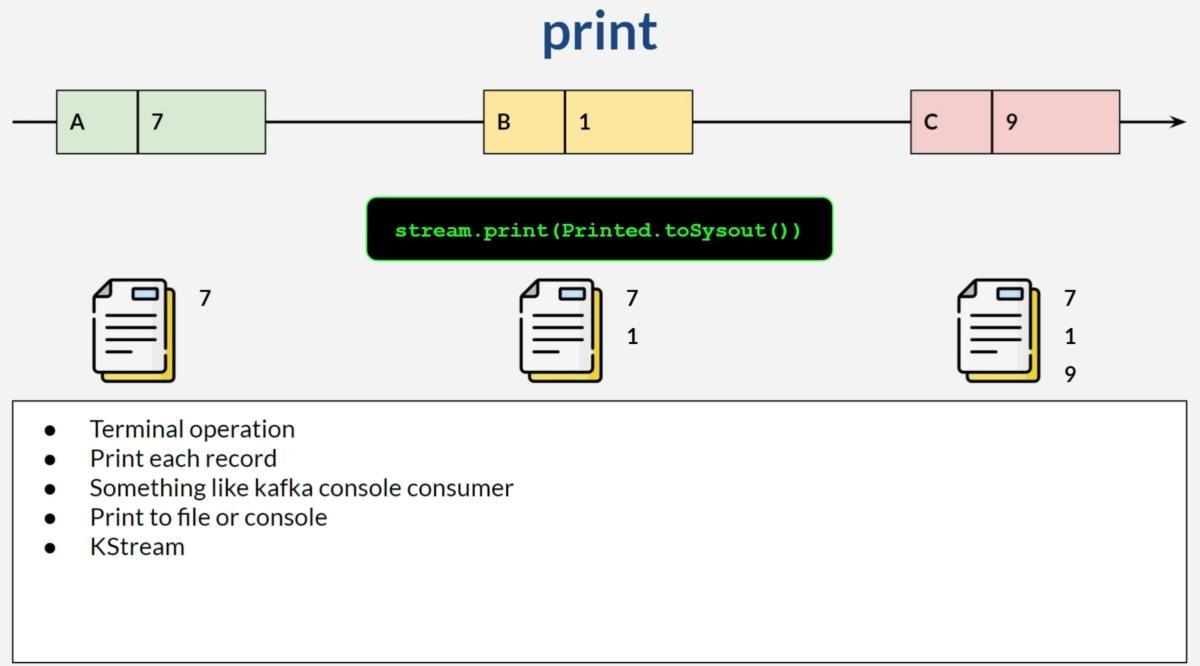 print
A 7
B 1
C 9
stream.print(Printed.toSysout())
7
7
1
7
1
9
● Terminal operation
● Print each record
● Something like kafka console consumer
● Print to file or console
● KStream